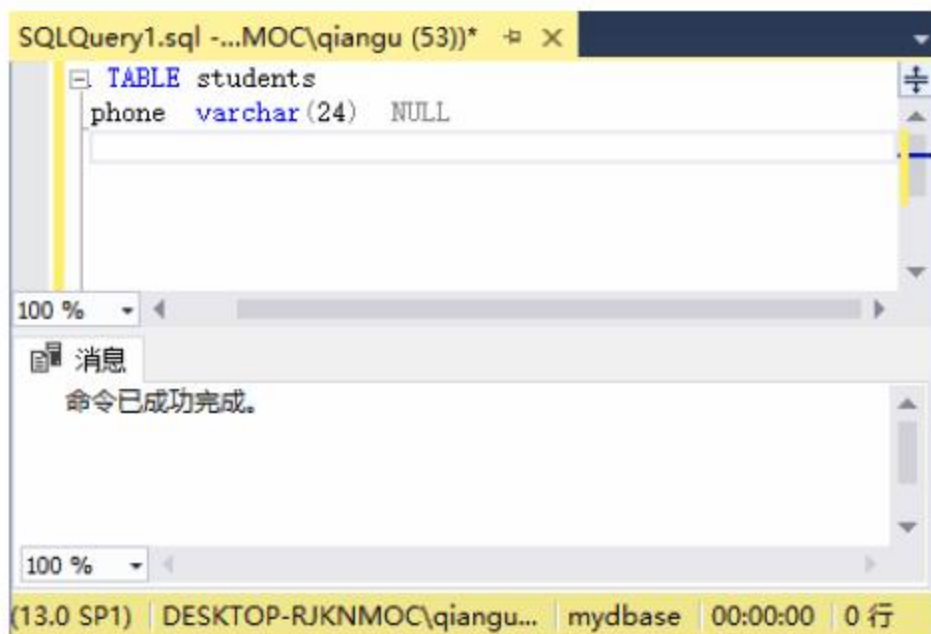 SQLQuery1.sql -...MOC\qiangu (53))*
TABLE students
phone varchar(24) NULL
100 %
消息
命令已成功完成。
100 %
(13.0 SP1) DESKTOP-RJKNMOC\qiangu... mydbase 00:00:00 0 行